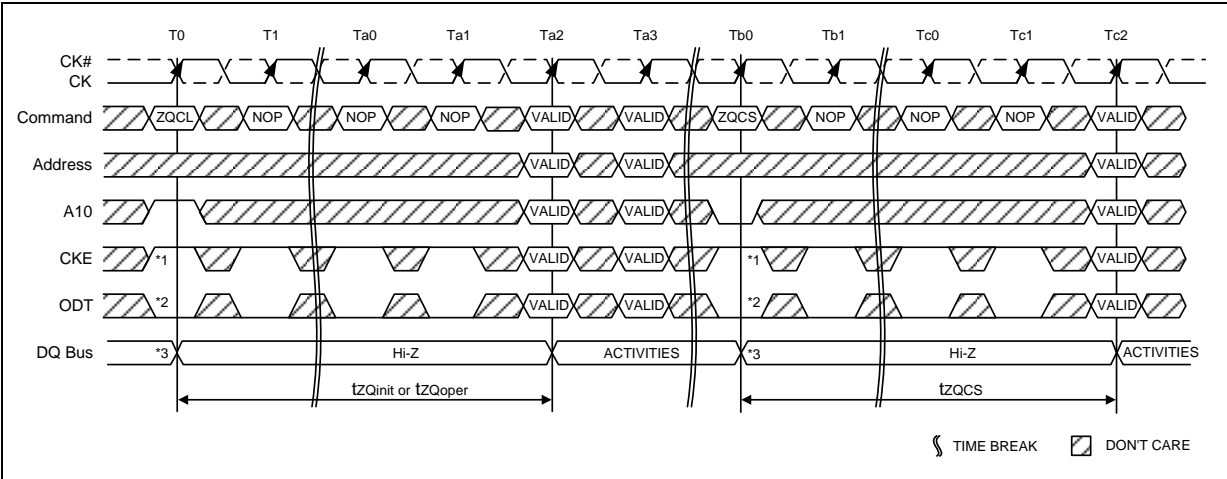 T0 T1 Ta0 Ta1 Ta2 Ta3 Tb0 Tb1 Tc0 Tc1 Tc2
CK#
CK
Command ZQCL NOP NOP NOP VALID VALID ZQCS NOP NOP NOP VALID
Address VALID VALID VALID
A10 VALID VALID VALID
CKE *1 VALID VALID *1 VALID
ODT *2 VALID VALID *2 VALID
DQ Bus *3 Hi-Z ACTIVITIES *3 Hi-Z ACTIVITIES
tZQinit or tZQoper tZQCS
TIME BREAK DON'T CARE